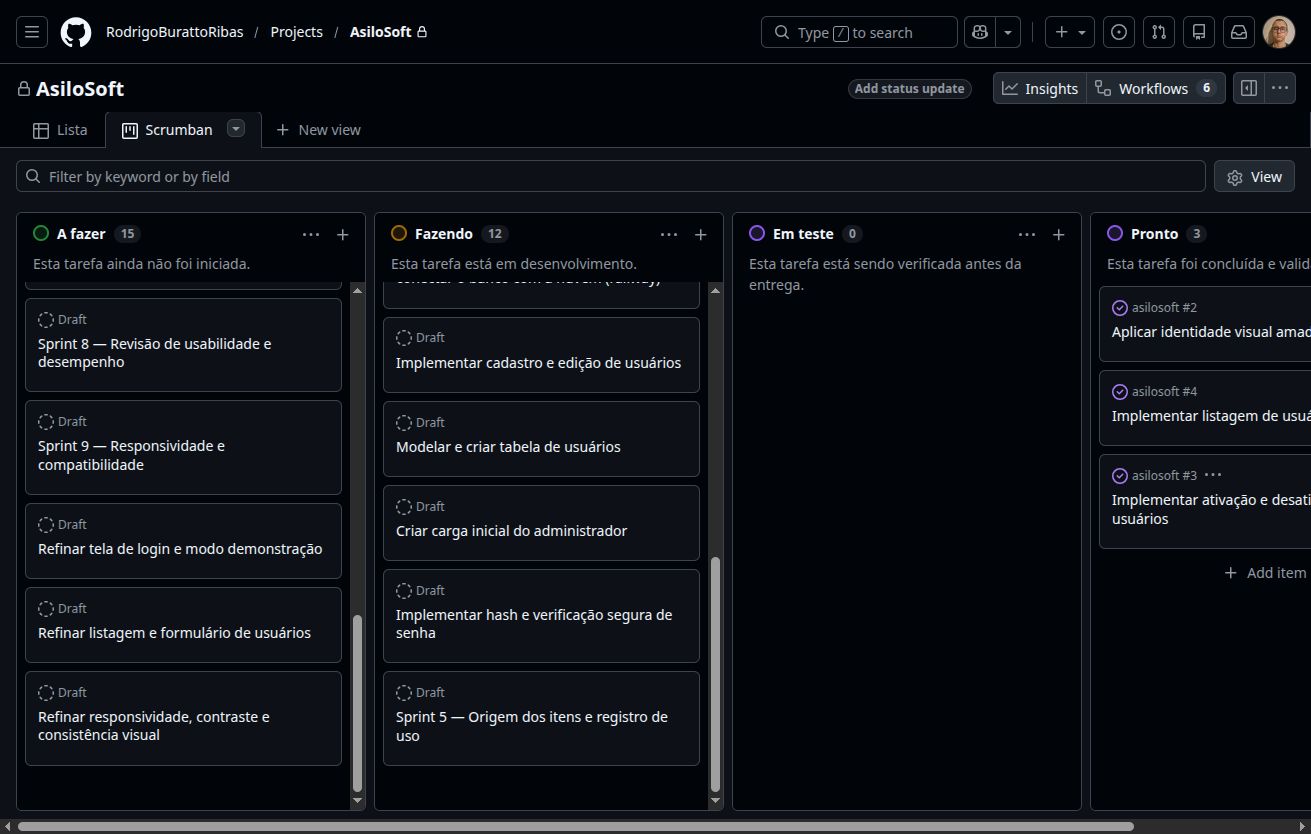 RodrigoBurattoRibas / Projects / AsiloSoft
Type / to search
AsiloSoft
Add status update
Insights
Workflows 6
Lista
Scrumban
New view
Filter by keyword or by field
View
A fazer 15
Esta tarefa ainda não foi iniciada.
Draft
Sprint 8 — Revisão de usabilidade e
desempenho
Draft
Sprint 9 — Responsividade e
compatibilidade
Draft
Refinar tela de login e modo demonstração
Draft
Refinar listagem e formulário de usuários
Draft
Refinar responsividade, contraste e
consistência visual
Fazendo 12
Esta tarefa está em desenvolvimento.
conectar o banco com a nuvem (railway)
Draft
Implementar cadastro e edição de usuários
Draft
Modelar e criar tabela de usuários
Draft
Criar carga inicial do administrador
Draft
Implementar hash e verificação segura de
senha
Draft
Sprint 5 — Origem dos itens e registro de
uso
Em teste 0
Esta tarefa está sendo verificada antes da
entrega.
Pronto 3
Esta tarefa foi concluída e valid
asilosoft #2
Aplicar identidade visual amad
asilosoft #4
Implementar listagem de usuá
asilosoft #3
Implementar ativação e desati
usuários
Add item